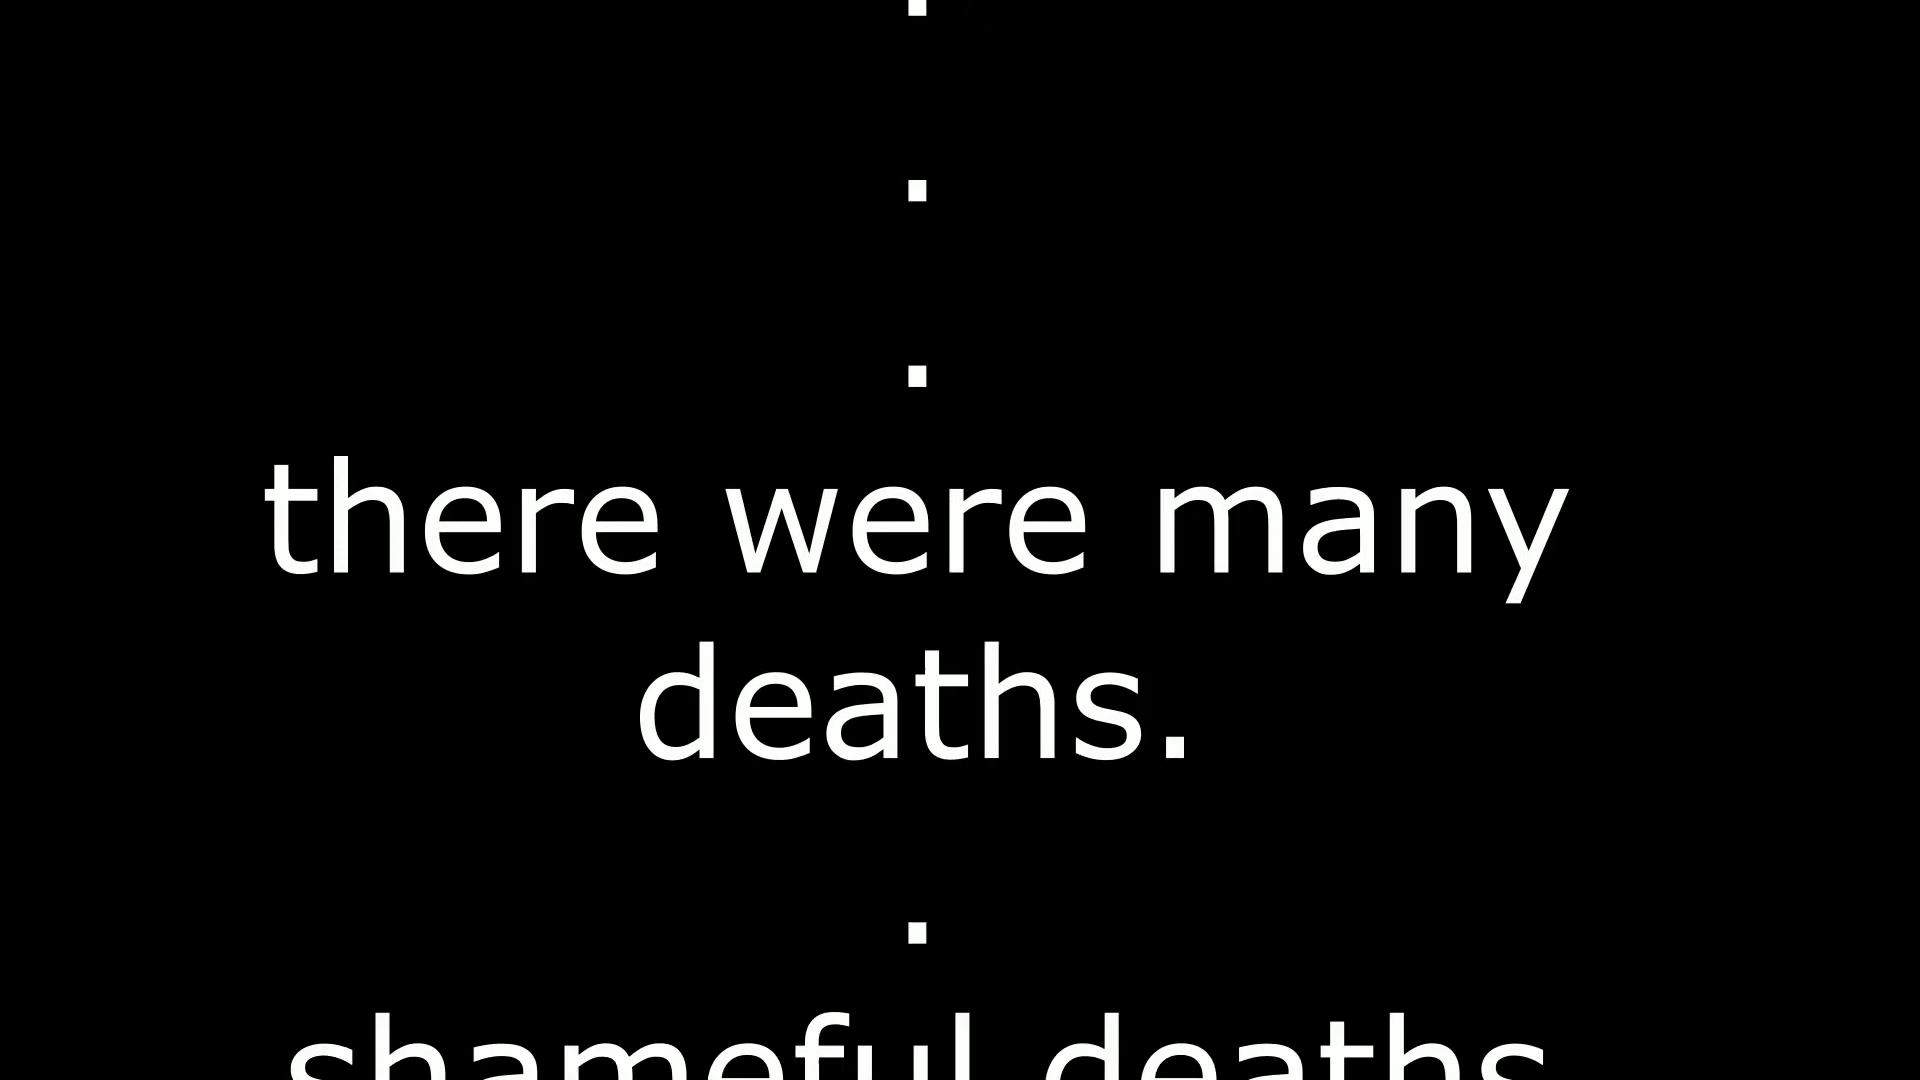 .
.
.
there were many
deaths.
.
shameful deaths